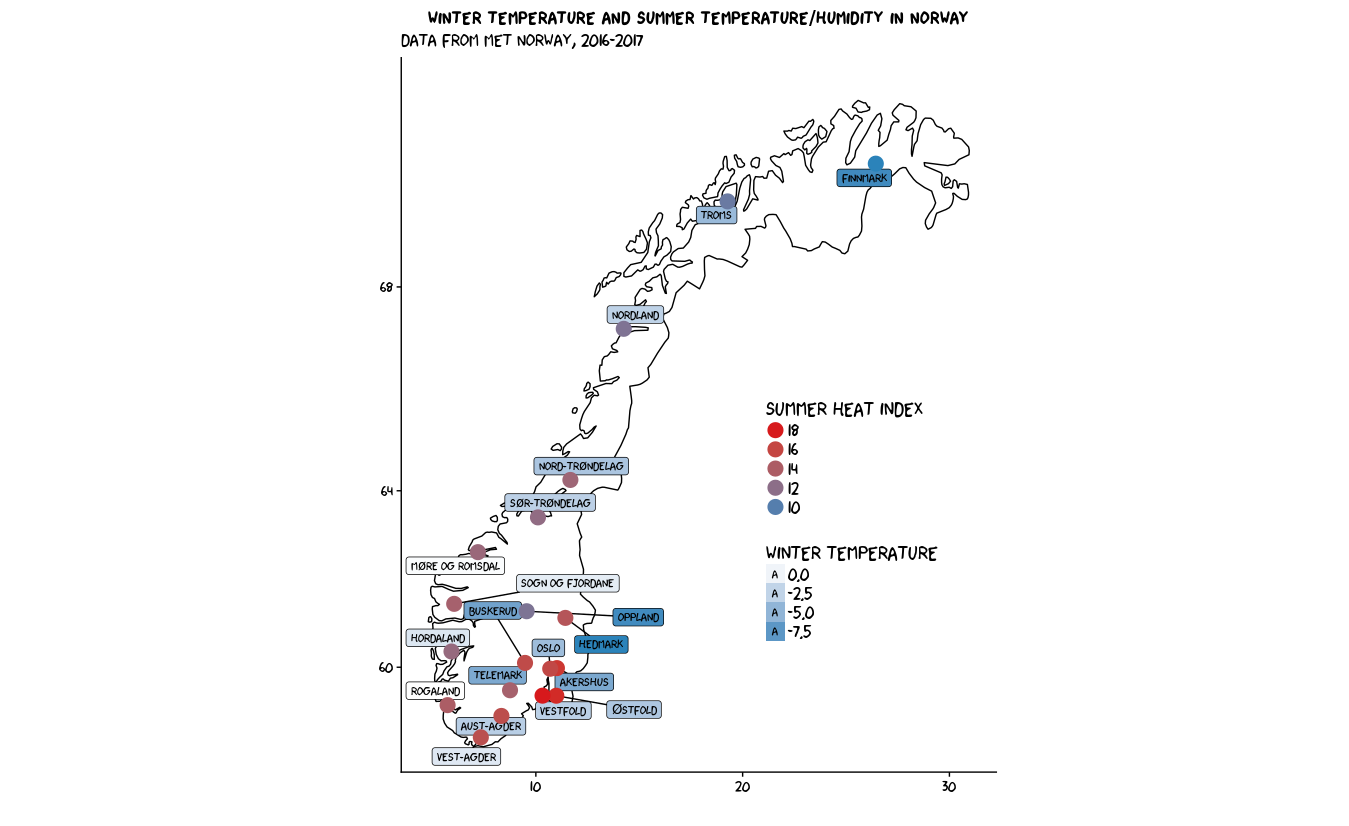 WINTER TEMPERATURE AND SUMMER TEMPERATURE/HUMIDITY IN NORWAY
DATA FROM MET NORWAY, 2016-2017
FINNMARK
TROMS
68
NORDLAND
SUMMER HEAT INDEX
18
16
14
12
10
NORD-TRØNDELAG
64
SØR-TRØNDELAG
WINTER TEMPERATURE
A 0.0
A -2.5
A -5.0
A -7.5
MØRE OG ROMSDAL
SOGN OG FJORDANE
BUSKERUD
OPPLAND
HORDALAND
HEDMARK
OSLO
60
TELEMARK
AKERSHUS
ROGALAND
VESTFOLD
ØSTFOLD
AUST-AGDER
VEST-AGDER
10
20
30